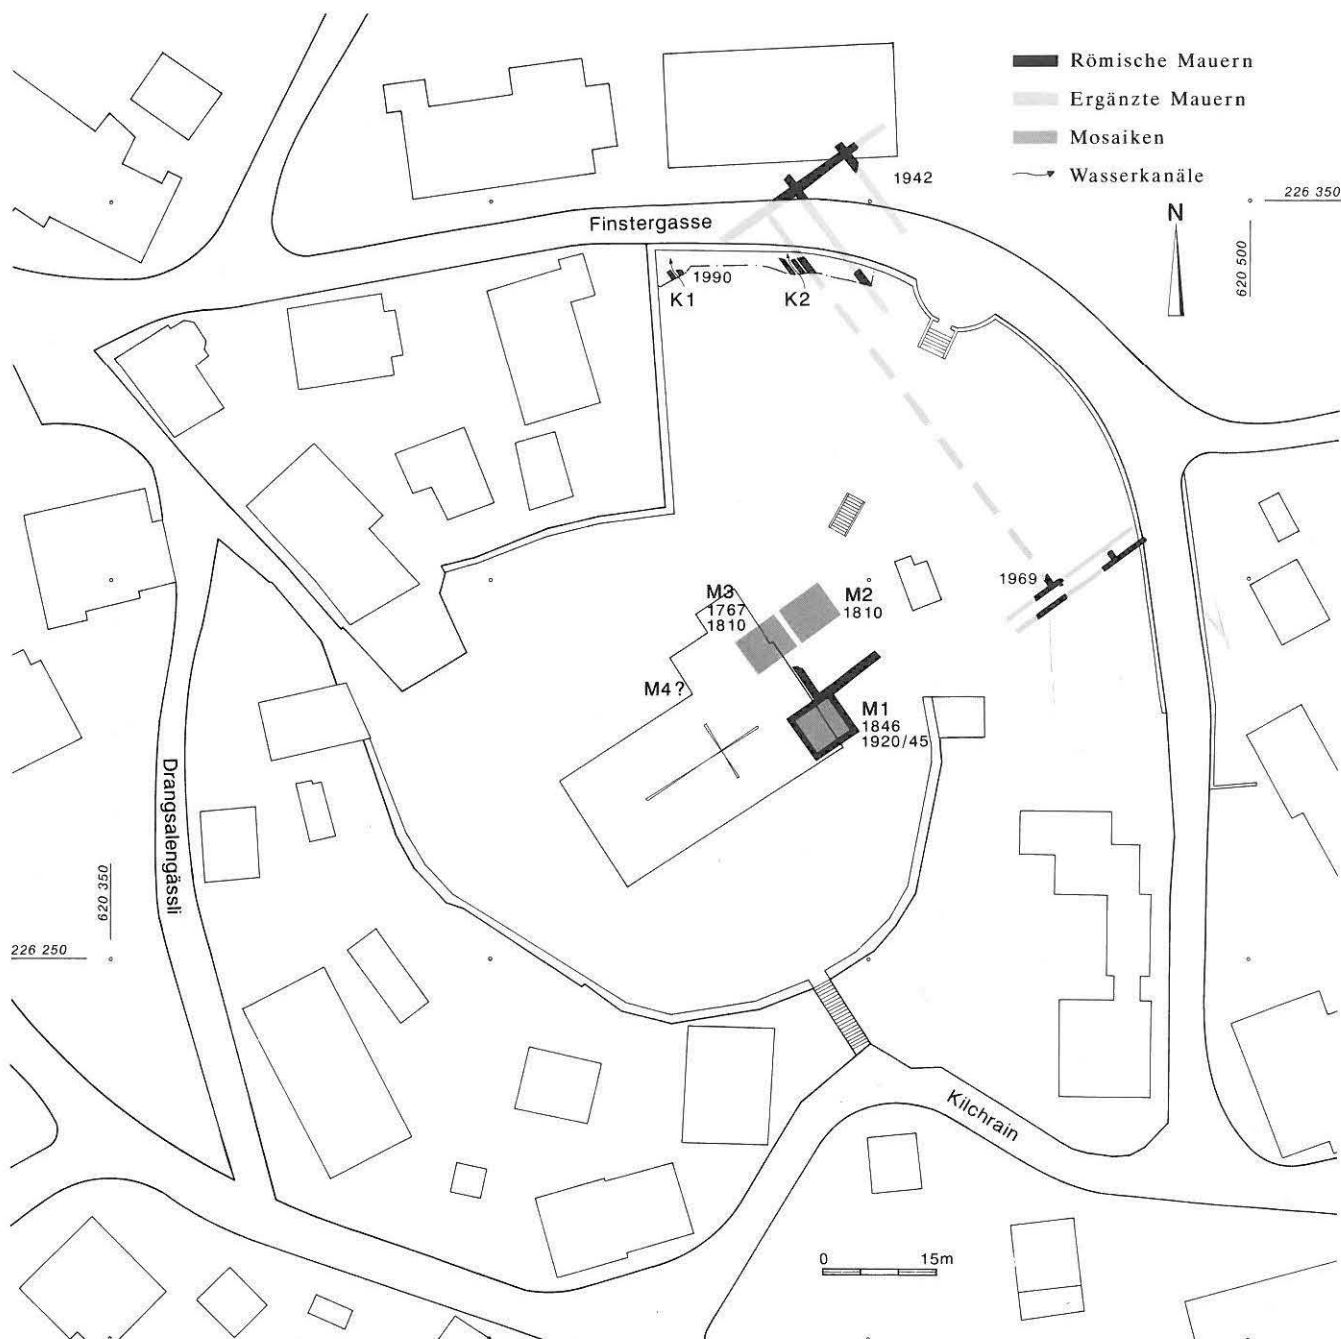 Römische Mauern
Ergänzte Mauern
Mosaiken
Wasserkanäle
1942
226 350
N
Finstergasse
620 500
1990
K1
K2
1969
M3
1767
1810
M2
1810
M4?
M1
1846
1920/45
Drangsalengässli
620 350
226 250
Kilchrain
0 15m